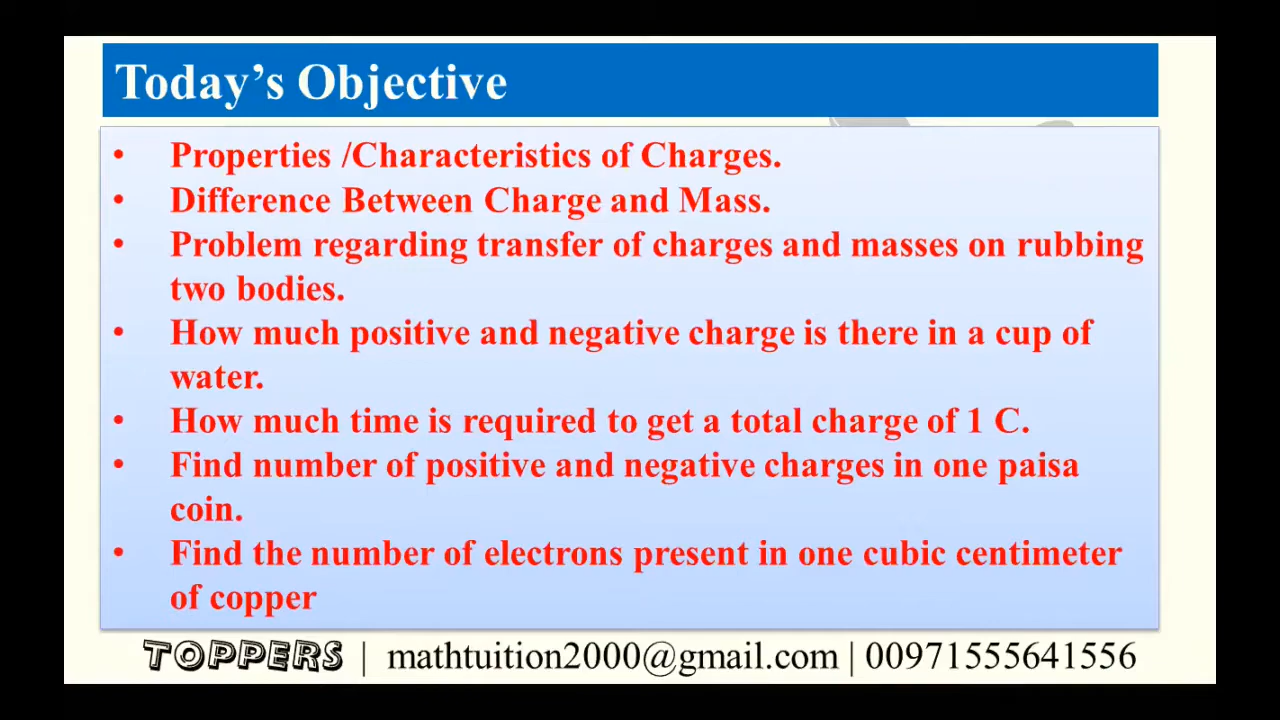 Today’s Objective
• Properties /Characteristics of Charges.
• Difference Between Charge and Mass.
• Problem regarding transfer of charges and masses on rubbing
two bodies.
• How much positive and negative charge is there in a cup of
water.
• How much time is required to get a total charge of 1 C.
• Find number of positive and negative charges in one paisa
coin.
• Find the number of electrons present in one cubic centimeter
of copper
TOPPERS | mathtuition2000@gmail.com | 00971555641556